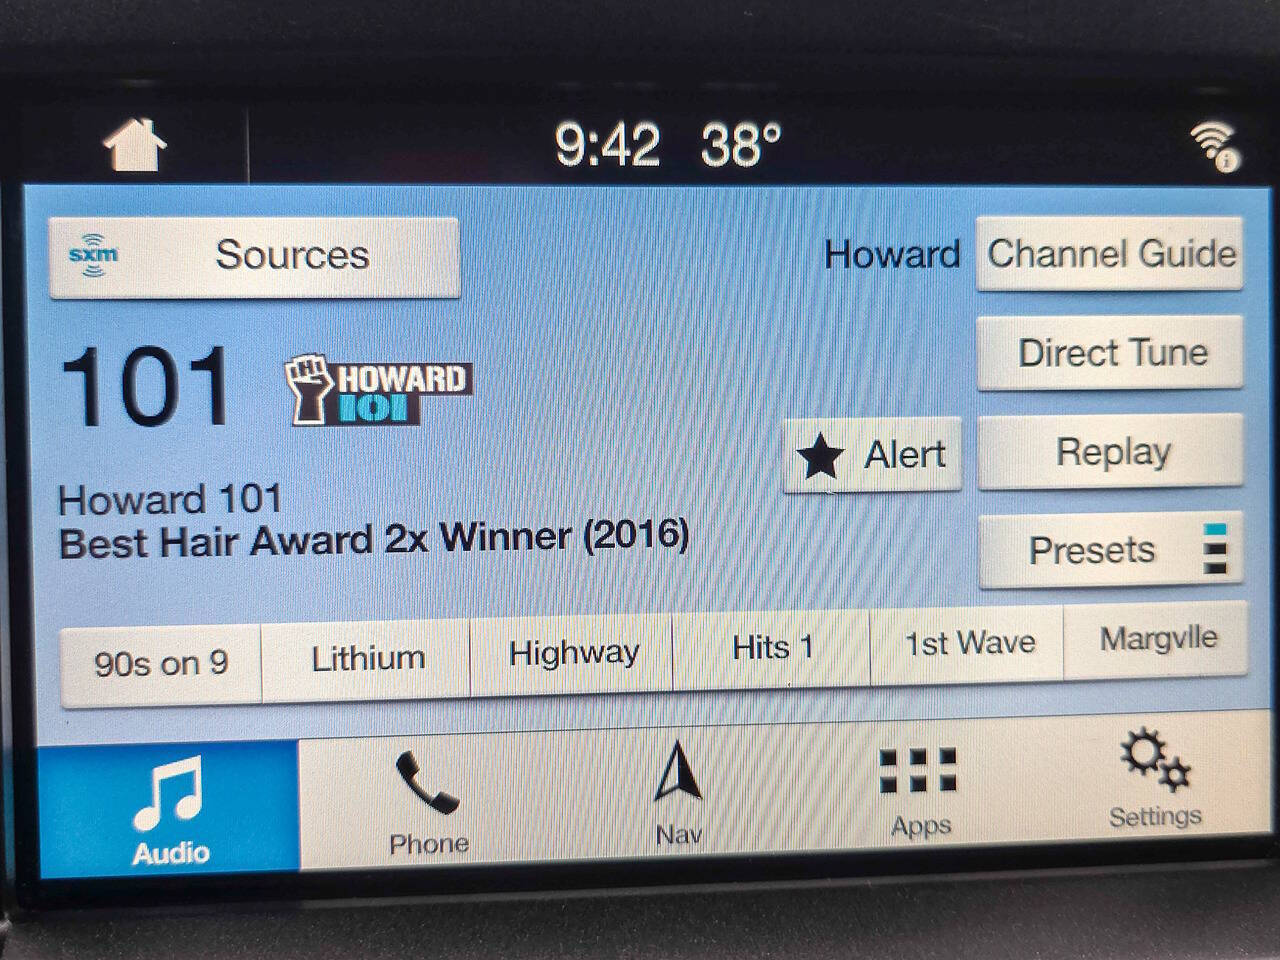 9:42 38°
sxm Sources
Howard
Channel Guide
101
HOWARD
101
Direct Tune
Alert
Replay
Howard 101
Best Hair Award 2x Winner (2016)
Presets
90s on 9
Lithium
Highway
Hits 1
1st Wave
Margvlle
Audio
Phone
Nav
Apps
Settings